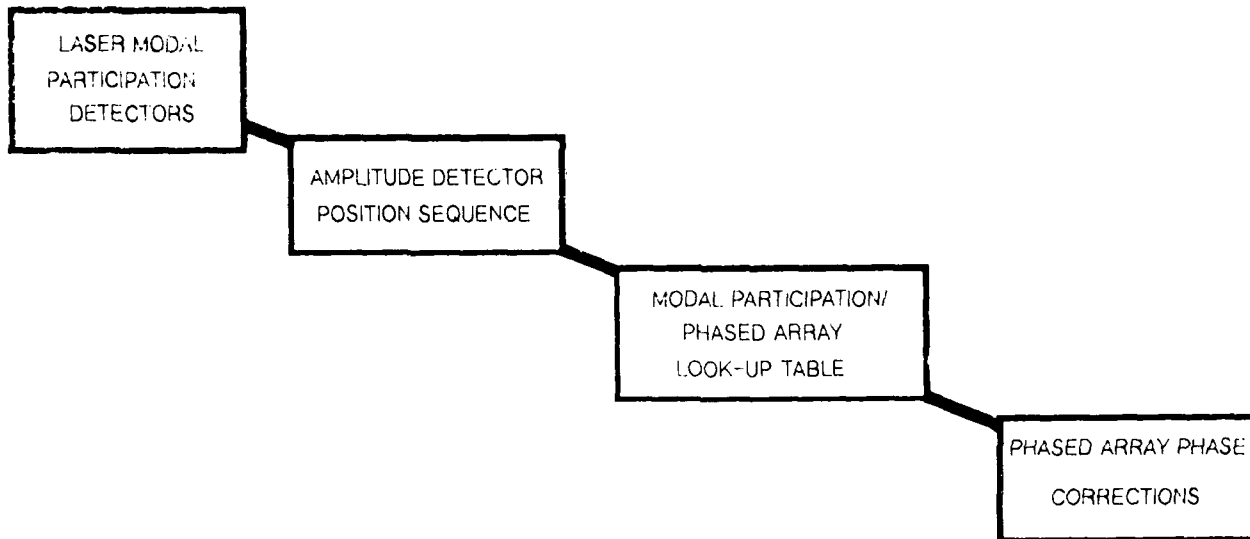 LASER MODAL
PARTICIPATION
DETECTORS
AMPLITUDE DETECTOR
POSITION SEQUENCE
MODAL PARTICIPATION/
PHASED ARRAY
LOOK-UP TABLE
PHASED ARRAY PHASE
CORRECTIONS